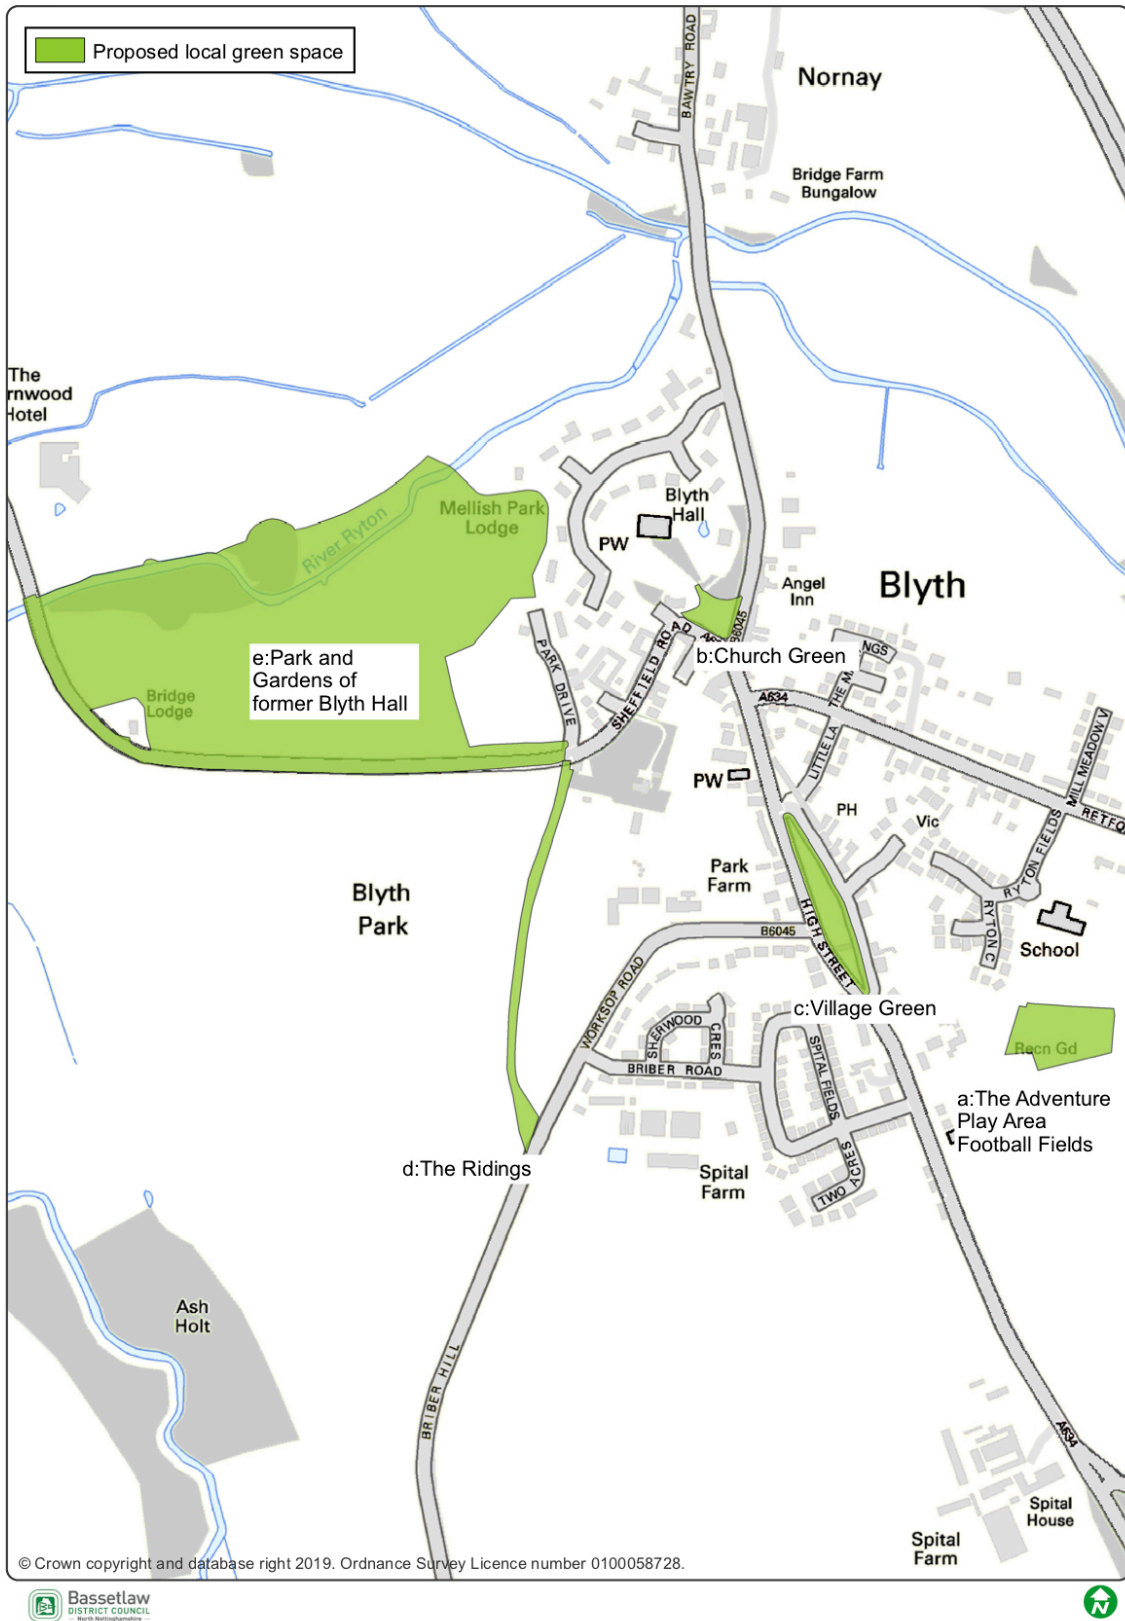 Proposed local green space
BAWTRY ROAD
Nornay
Bridge Farm
Bungalow
The
rnwood
Hotel
Mellish Park
Lodge
River Ryton
Blyth
Hall
PW
Angel
Inn
Blyth
B6045
SHEFFIELD ROAD
b:Church Green
PARK DRIVE
e:Park and
Gardens of
former Blyth Hall
Bridge
Lodge
A634
NGS
THE M
LITTLE LA
MILL MEADOW V
RETFO
PW
PH
Vic
RYTON FIELDS
RYTON C
School
Park
Farm
Blyth
Park
HIGH STREET
B6045
WORKSOP ROAD
c:Village Green
SHERWOOD
CRES
BRIBER ROAD
SPITAL FIELDS
Recn Gd
a:The Adventure
Play Area
Football Fields
d:The Ridings
Spital
Farm
TWO ACRES
Ash
Holt
BRIBER HILL
A634
Spital
House
Spital
Farm
© Crown copyright and database right 2019. Ordnance Survey Licence number 0100058728.
Bassetlaw
DISTRICT COUNCIL
North Nottinghamshire
N